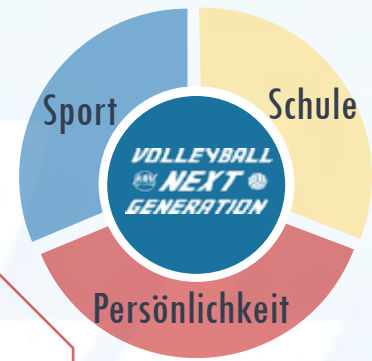 Sport
Schule
VOLLEYBALL
NEXT
GENERATION
Persönlichkeit